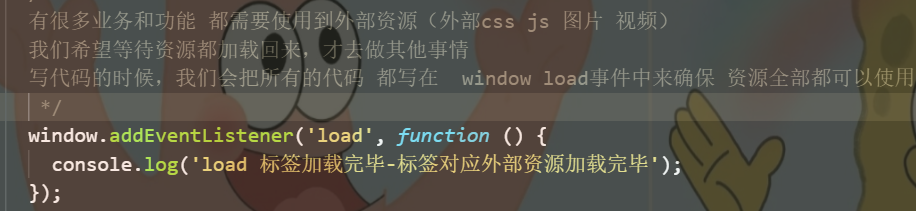 有很多业务和功能 都需要使用到外部资源（外部css js 图片 视频）
我们希望等待资源都加载回来，才去做其他事情
写代码的时候，我们会把所有的代码 都写在  window load事件中来确保 资源全部都可以使用
*/
window.addEventListener('load', function () {
  console.log('load 标签加载完毕-标签对应外部资源加载完毕');
});